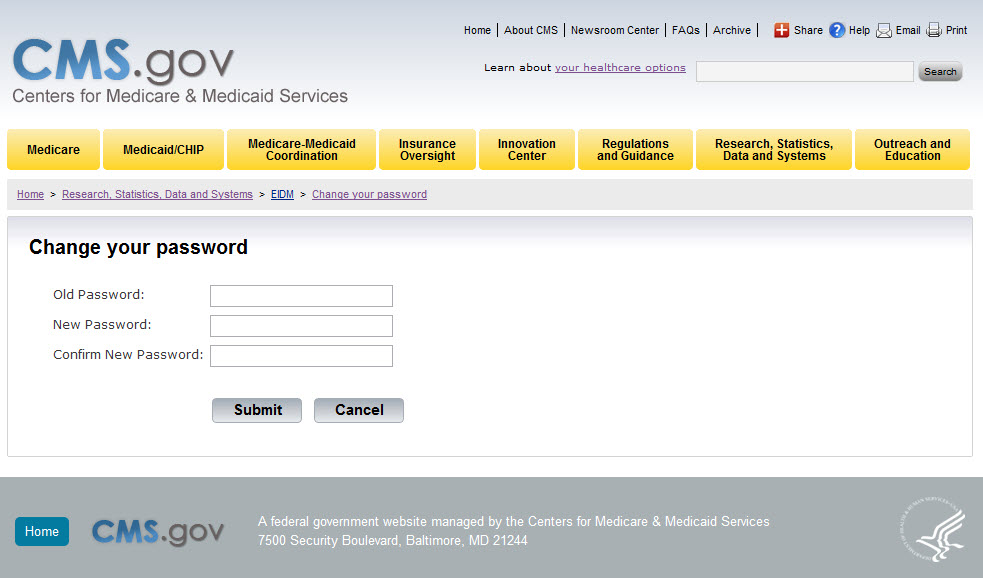 Home | About CMS | Newsroom Center | FAQs | Archive | Share ? Help Email Print
CMS.gov
Centers for Medicare & Medicaid Services
Learn about your healthcare options
Search
Medicare
Medicaid/CHIP
Medicare-Medicaid
Coordination
Insurance
Oversight
Innovation
Center
Regulations
and Guidance
Research, Statistics,
Data and Systems
Outreach and
Education
Home > Research, Statistics, Data and Systems > EIDM > Change your password
Change your password
Old Password:
New Password:
Confirm New Password:
Submit Cancel
Home
CMS.gov
A federal government website managed by the Centers for Medicare & Medicaid Services
7500 Security Boulevard, Baltimore, MD 21244